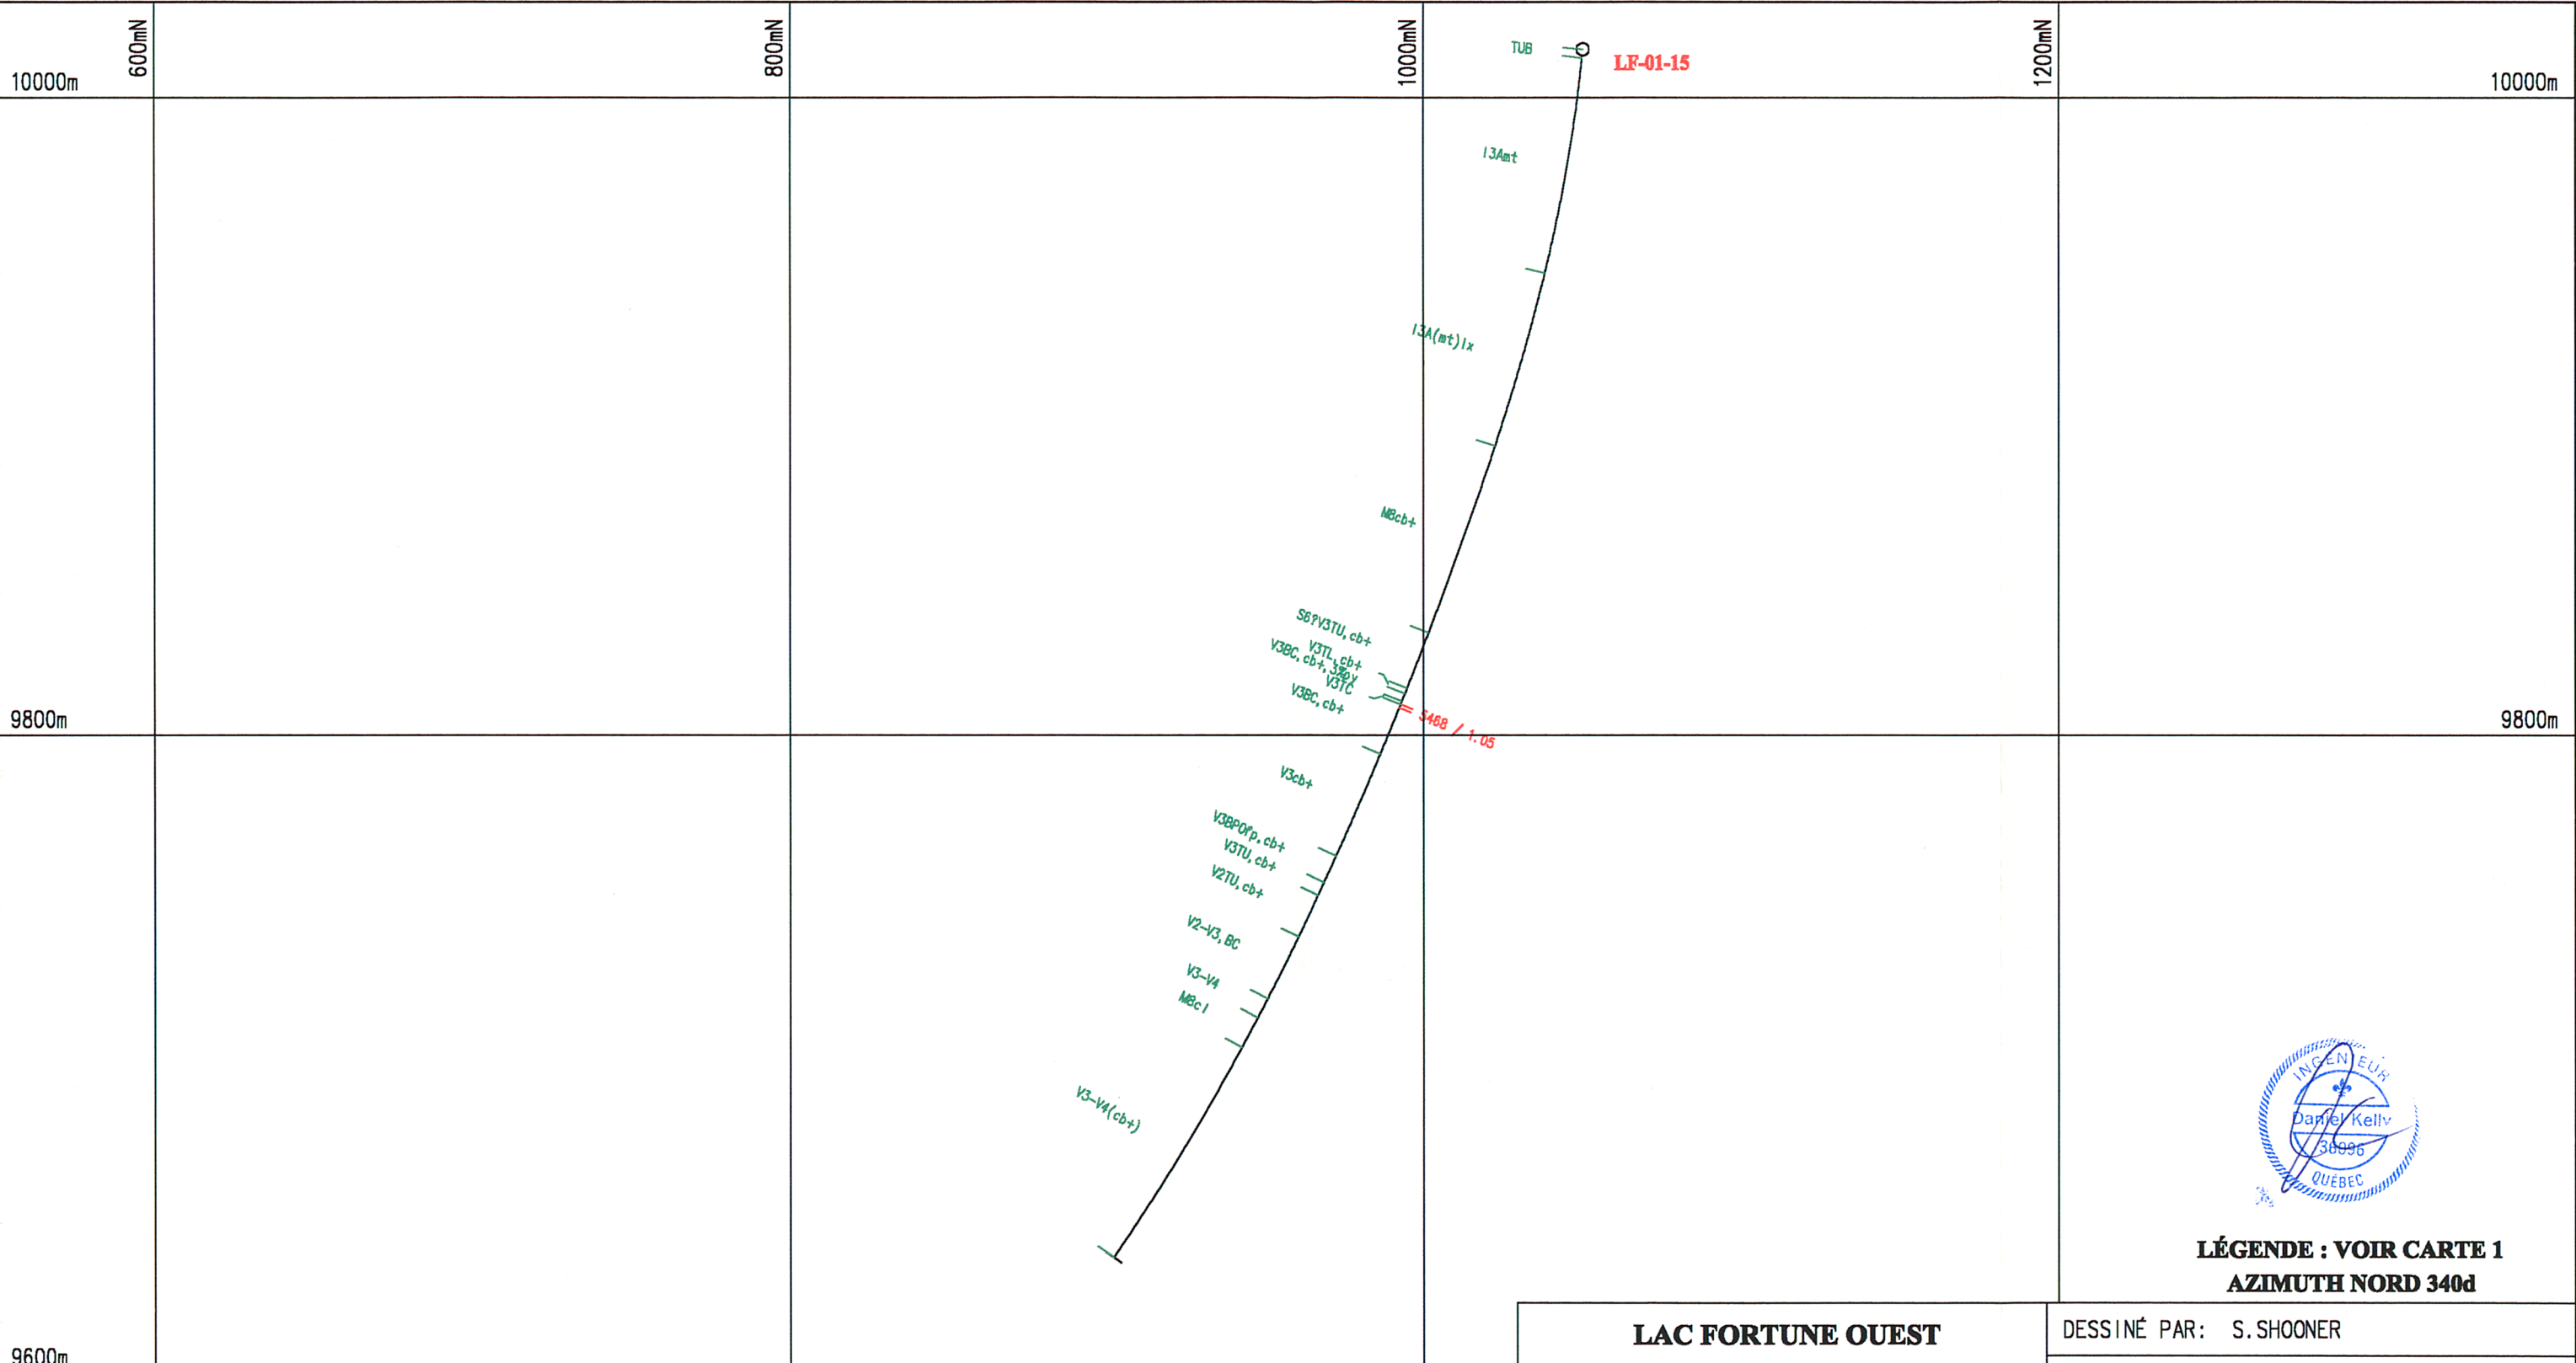 600mN
800mN
1000mN
1200mN
TUB
LF-01-15
10000m
10000m
I3Amt
I3A(mt)lx
M8cb+
S6?V3TU,cb+
V3TL,cb+
V3BC,cb+,3%py
V3TC
V3BC,cb+
9800m
5468 / 1.05
9800m
V3cb+
V3BPOfp,cb+
V3TU,cb+
V2TU,cb+
V2-V3,BC
V3-V4
M8cl
V3-V4(cb+)
INGÉNIEUR
Daniel Kelly
38096
QUÉBEC
LÉGENDE : VOIR CARTE 1
AZIMUTH NORD 340d
LAC FORTUNE OUEST
DESSINÉ PAR: S.SHOONER
9600m